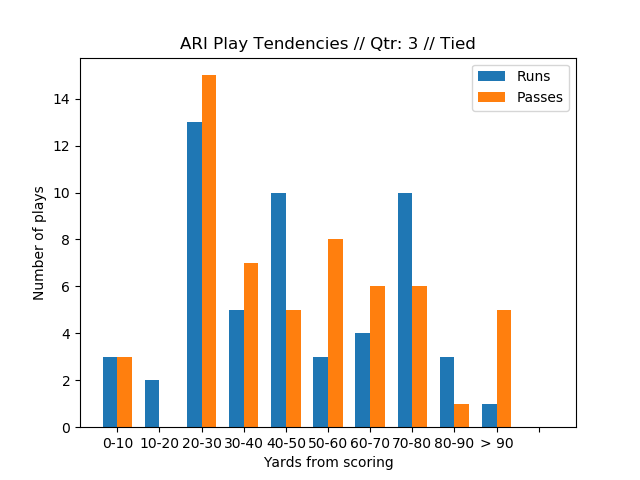 ARI Play Tendencies // Qtr: 3 // Tied
Runs
Passes
Number of plays
14
12
10
8
6
4
2
0
0-10 10-20 20-30 30-40 40-50 50-60 60-70 70-80 80-90 > 90
Yards from scoring